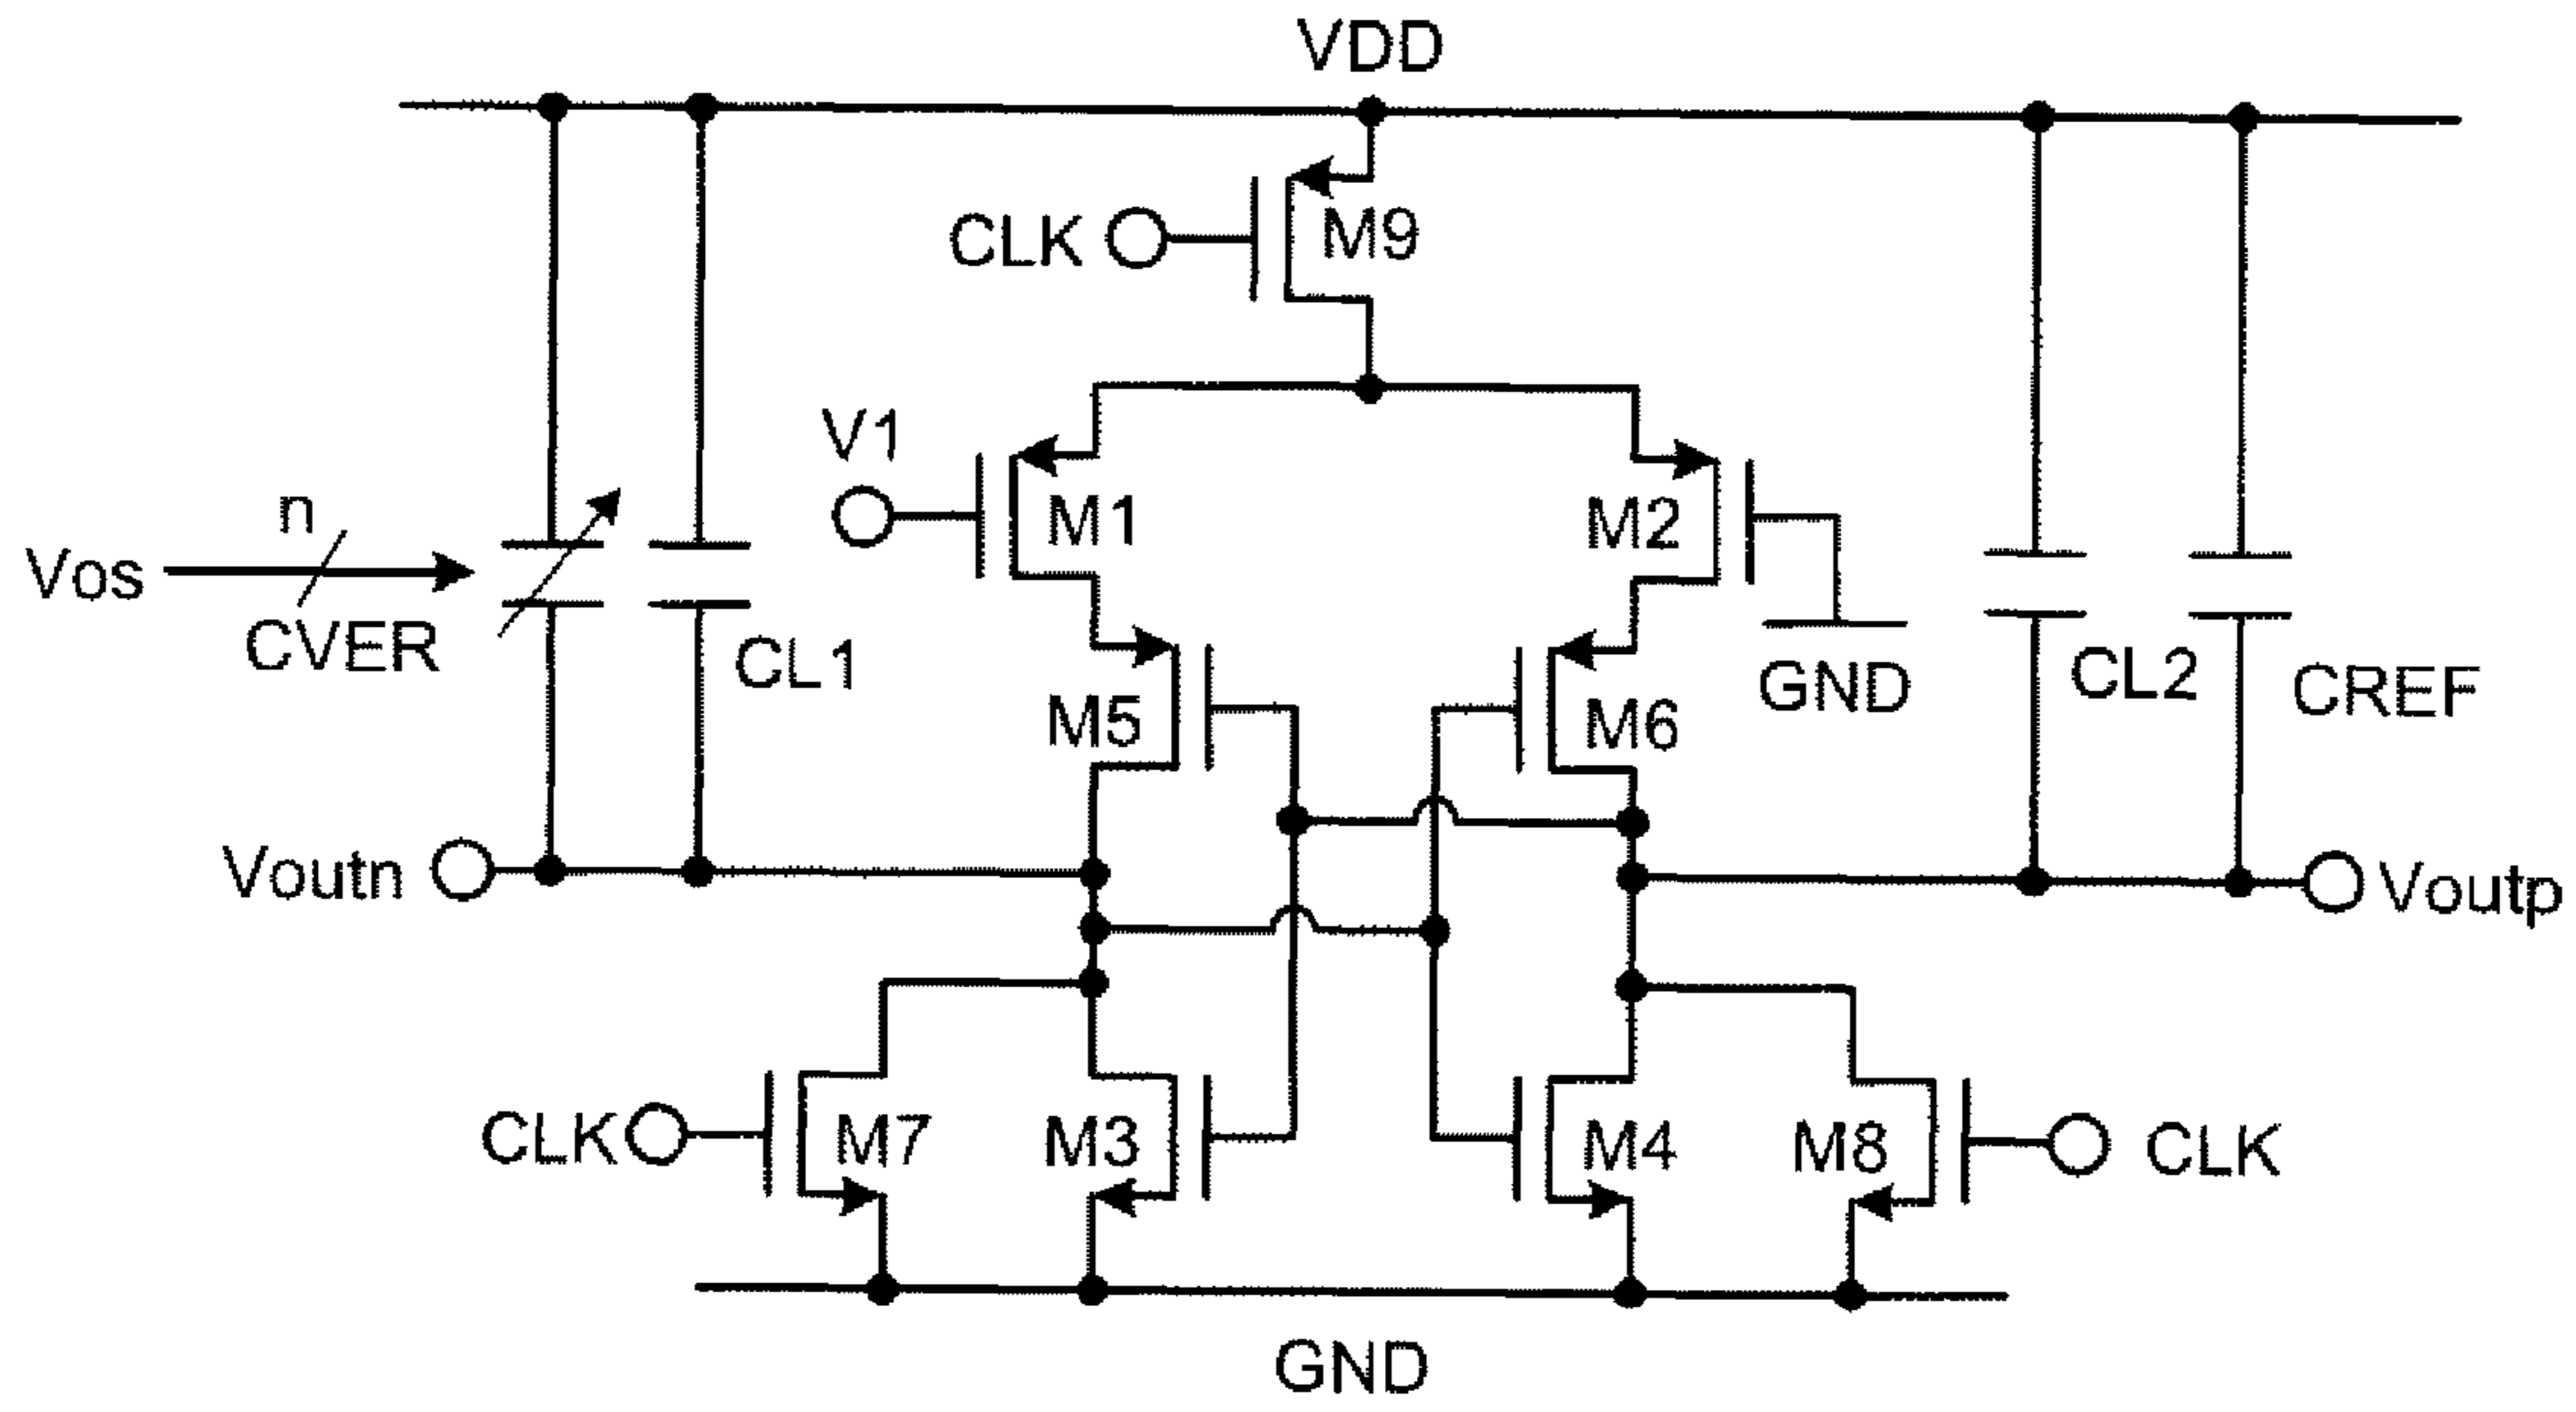 VDD
CLK
M9
V1
M1
M2
n
Vos
CVER
CL1
M5
M6
GND
CL2
CREF
Voutn
Voutp
CLK
M7
M3
M4
M8
CLK
GND